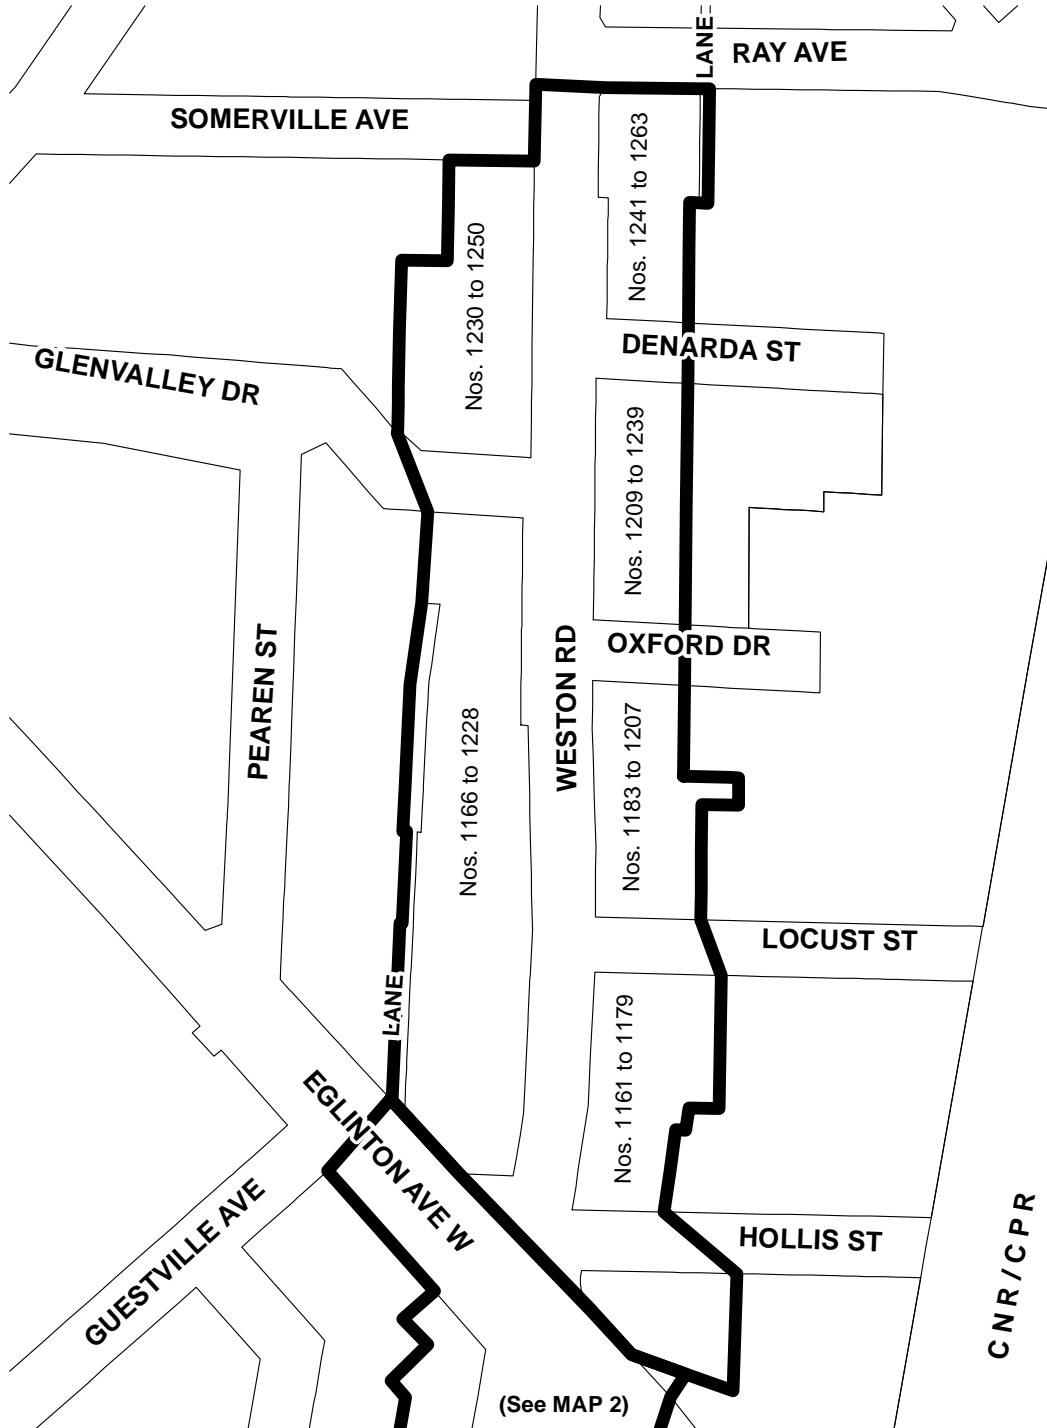 LANE
RAY AVE
SOMERVILLE AVE
Nos. 1241 to 1263
Nos. 1230 to 1250
DENARDA ST
GLENVALLEY DR
Nos. 1209 to 1239
OXFORD DR
PEAREN ST
WESTON RD
Nos. 1166 to 1228
Nos. 1183 to 1207
LOCUST ST
LANE
Nos. 1161 to 1179
EGLINTON AVE W
GUESTVILLE AVE
HOLLIS ST
CNR/CPR
(See MAP 2)